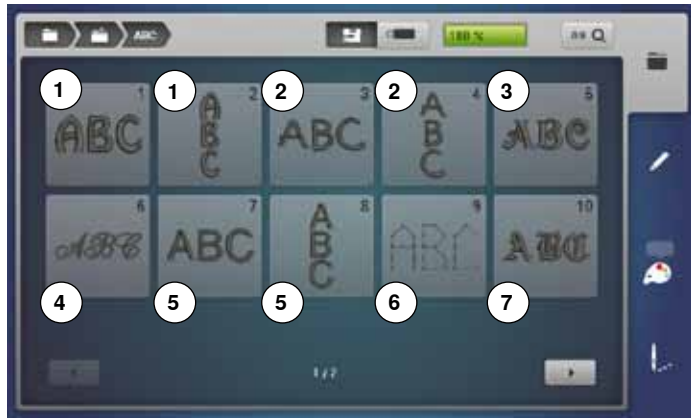 ABC 100 %
1 1 2 2 3
1 2 3 4 5
ABC A ABC A ABC
B B
C C
6 7 8 9 10
ABC ABC A ABC ABC
B
C
4 5 5 6 7
1/2